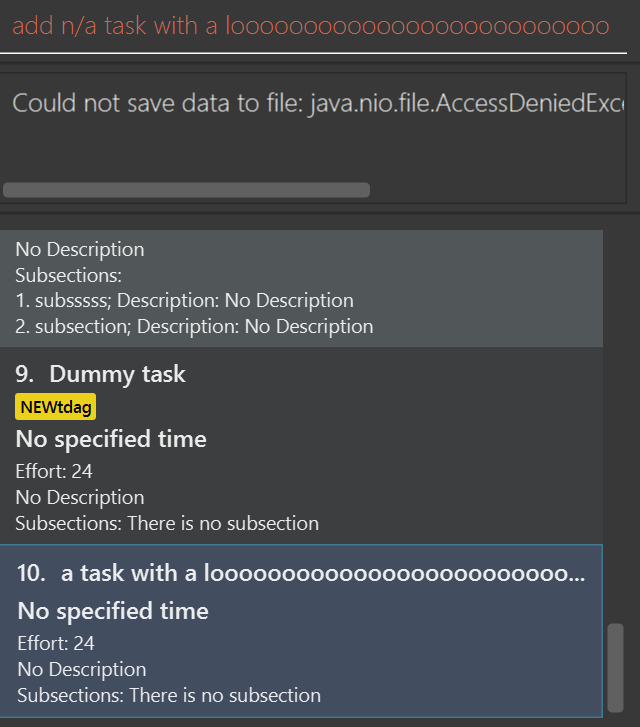 add n/a task with a looooooooooooooooooooooooooo
Could not save data to file: java.nio.file.AccessDeniedExce
No Description
Subsections:
1. subsssss; Description: No Description
2. subsection; Description: No Description
9. Dummy task
NEWtdag
No specified time
Effort: 24
No Description
Subsections: There is no subsection
10. a task with a looooooooooooooooooooooooo...
No specified time
Effort: 24
No Description
Subsections: There is no subsection